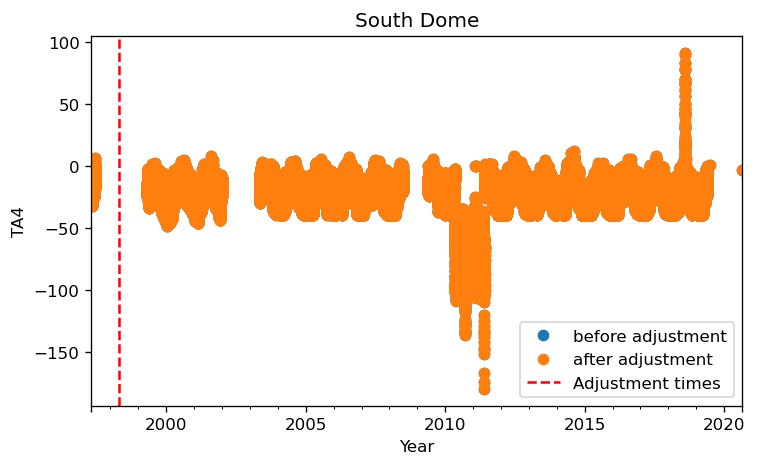 South Dome
100
50
0
−50
−100
−150
TA4
2000
2005
2010
2015
2020
Year
before adjustment
after adjustment
Adjustment times